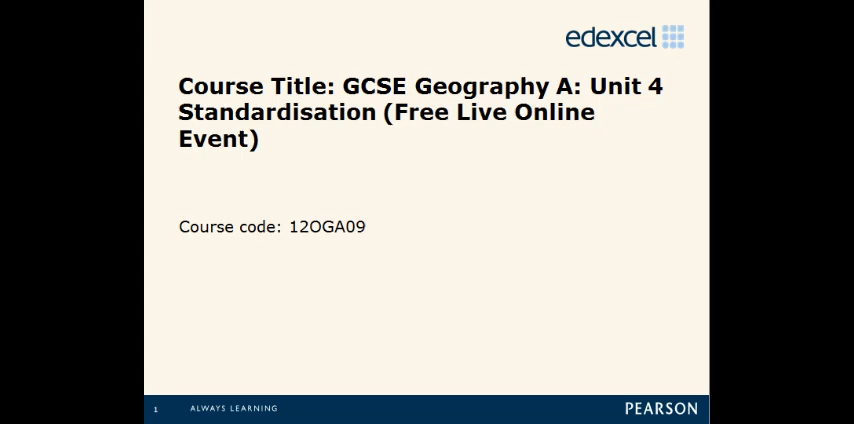 edexcel
Course Title: GCSE Geography A: Unit 4
Standardisation (Free Live Online
Event)
Course code: 12OGA09
1 ALWAYS LEARNING PEARSON